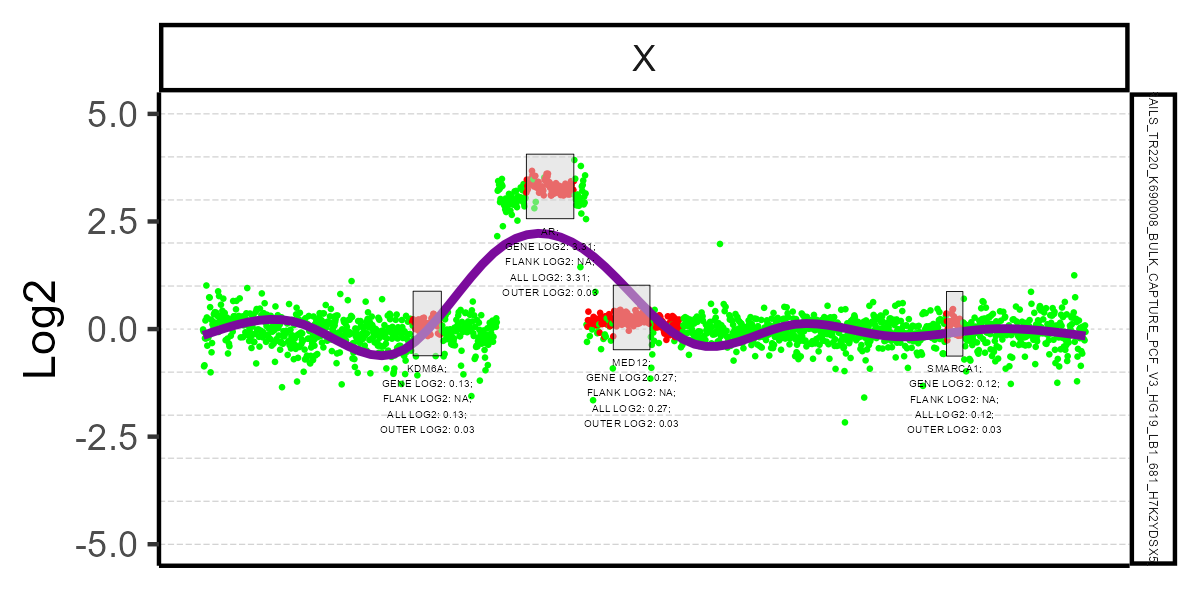 X
Log2
5.0
2.5
0.0
-2.5
-5.0
AR;
GENE LOG2: 3.31;
FLANK LOG2: NA;
ALL LOG2: 3.31;
OUTER LOG2: 0.03
KDM6A;
GENE LOG2: 0.13;
FLANK LOG2: NA;
ALL LOG2: 0.13;
OUTER LOG2: 0.03
MED12;
GENE LOG2: 0.27;
FLANK LOG2: NA;
ALL LOG2: 0.27;
OUTER LOG2: 0.03
SMARCA1;
GENE LOG2: 0.12;
FLANK LOG2: NA;
ALL LOG2: 0.12;
OUTER LOG2: 0.03
AILS_TR220_K690008_BULK_CAPTURE_PCF_V3_HG19_LB1_681_H7K2YDSX5